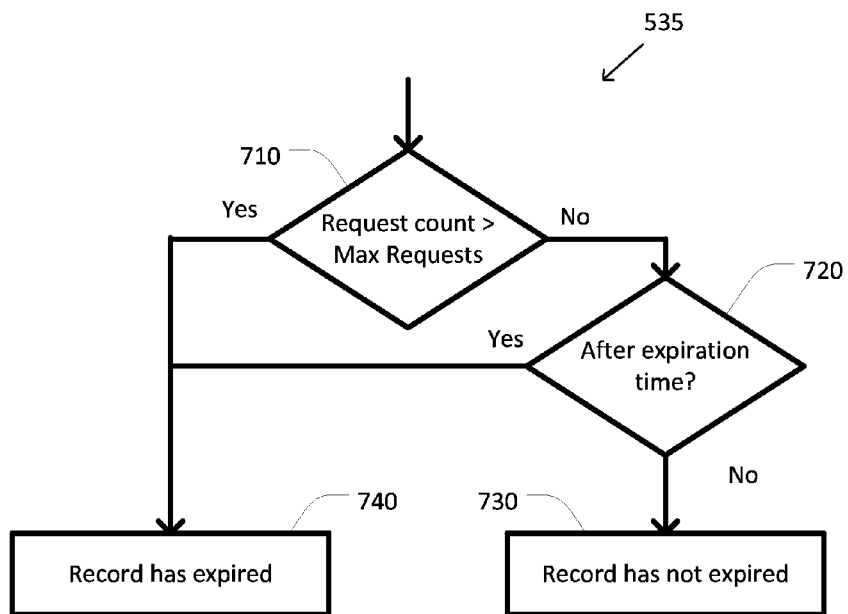 535
710
Yes
Request count >
Max Requests
No
720
Yes
After expiration
time?
No
740
730
Record has expired
Record has not expired